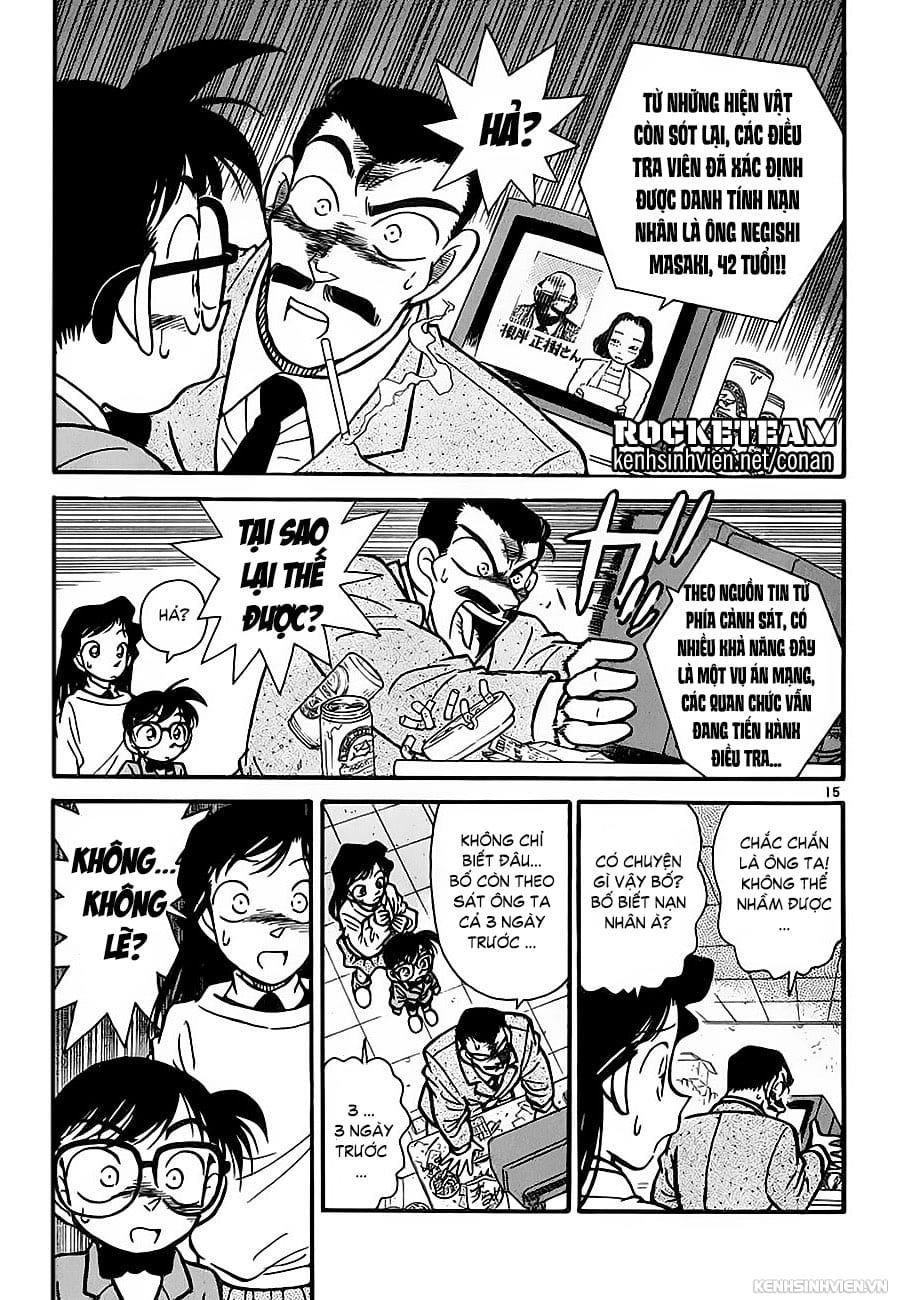 TỪ NHỮNG HIỆN VẬT
CÒN SÓT LẠI, CÁC ĐIỀU
TRA VIÊN ĐÃ XÁC ĐỊNH
ĐƯỢC DANH TÍNH NẠN
NHÂN LÀ ÔNG NEGISHI
MASAKI, 42 TUỔI!!
HẢ?
根岸 正樹さん
ROCKETEAM
kenhsinhvien.net/conan
THEO NGUỒN TIN TỪ
PHÍA CẢNH SÁT, CÓ
NHIỀU KHẢ NĂNG ĐÂY
LÀ MỘT VỤ ÁN MẠNG,
CÁC QUAN CHỨC VẪN
ĐANG TIẾN HÀNH
ĐIỀU TRA...
TẠI SAO
LẠI THẾ
ĐƯỢC?
HẢ?
15
CHẮC CHẮN
LÀ ÔNG TA!
KHÔNG THỂ
NHẦM ĐƯỢC
...
CÓ CHUYỆN
GÌ VẬY BỐ?
BỐ BIẾT NẠN
NHÂN À?
KHÔNG CHỈ
BIẾT ĐÂU...
BỐ CÒN THEO
SÁT ÔNG TA
CẢ 3 NGÀY
TRƯỚC ...
3 ...
3 NGÀY
TRƯỚC
...
KHÔNG...
KHÔNG
LẼ?
KENHSINHVIEN.VN